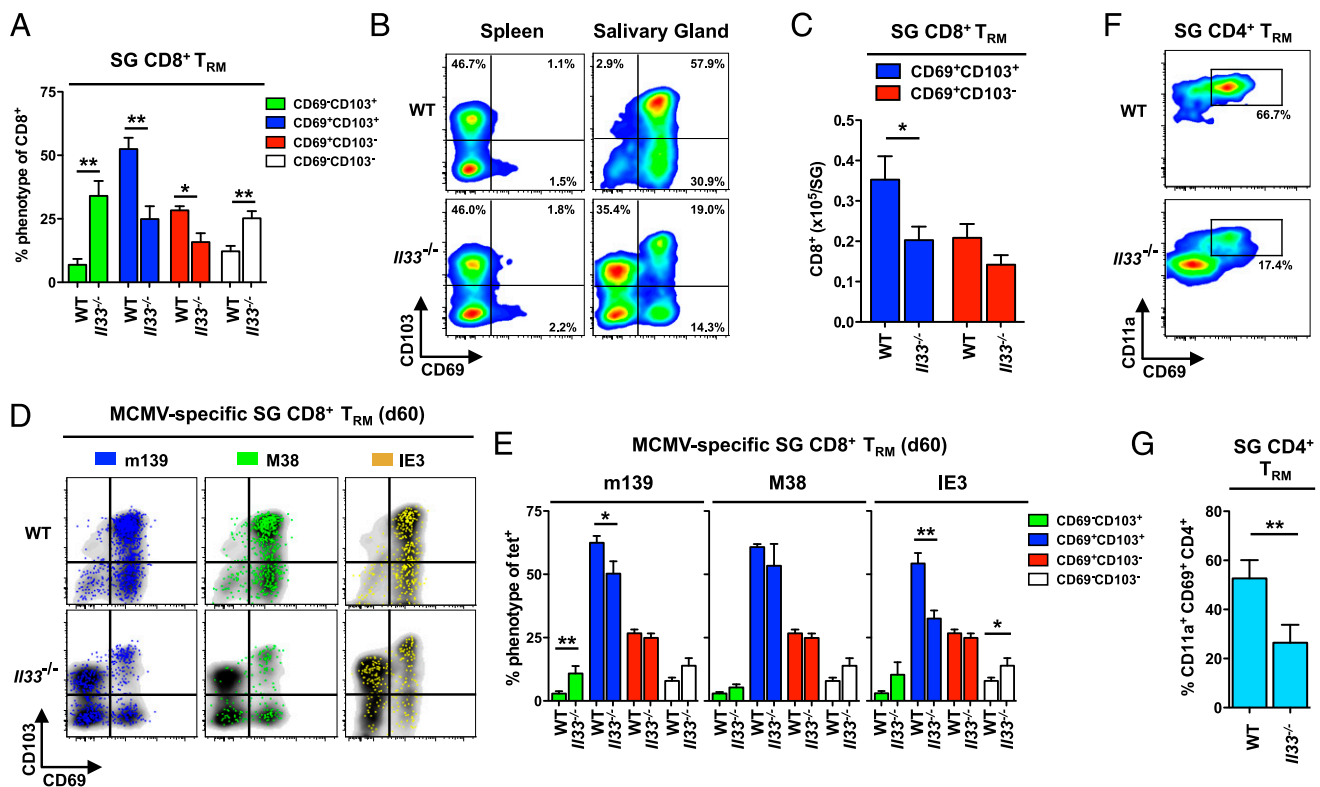 A
SG CD8⁺ T_RM
% phenotype of CD8⁺
75
50
25
0
** ** * **
WT Il33⁻/⁻ WT Il33⁻/⁻ WT Il33⁻/⁻ WT Il33⁻/⁻
CD69⁻CD103⁺
CD69⁺CD103⁺
CD69⁺CD103⁻
CD69⁻CD103⁻
B
Spleen Salivary Gland
WT
46.7% 1.1% 2.9% 57.9%
1.5% 30.9%
Il33⁻/⁻
46.0% 1.8% 35.4% 19.0%
2.2% 14.3%
CD103
CD69
C
SG CD8⁺ T_RM
CD69⁺CD103⁺
CD69⁺CD103⁻
CD8⁺ (x10⁵/SG)
0.5
0.4
0.3
0.2
0.1
0.0
*
WT Il33⁻/⁻ WT Il33⁻/⁻
F
SG CD4⁺ T_RM
WT
66.7%
Il33⁻/⁻
17.4%
CD11a
CD69
D
MCMV-specific SG CD8⁺ T_RM (d60)
m139 M38 IE3
WT
Il33⁻/⁻
CD103
CD69
E
MCMV-specific SG CD8⁺ T_RM (d60)
m139 M38 IE3
% phenotype of tet⁺
75
50
25
0
** * ** *
WT Il33⁻/⁻ WT Il33⁻/⁻ WT Il33⁻/⁻ WT Il33⁻/⁻ WT Il33⁻/⁻ WT Il33⁻/⁻ WT Il33⁻/⁻ WT Il33⁻/⁻ WT Il33⁻/⁻ WT Il33⁻/⁻ WT Il33⁻/⁻ WT Il33⁻/⁻
CD69⁻CD103⁺
CD69⁺CD103⁺
CD69⁺CD103⁻
CD69⁻CD103⁻
G
SG CD4⁺
T_RM
% CD11a⁺ CD69⁺ CD4⁺
80
60
40
20
0
**
WT Il33⁻/⁻